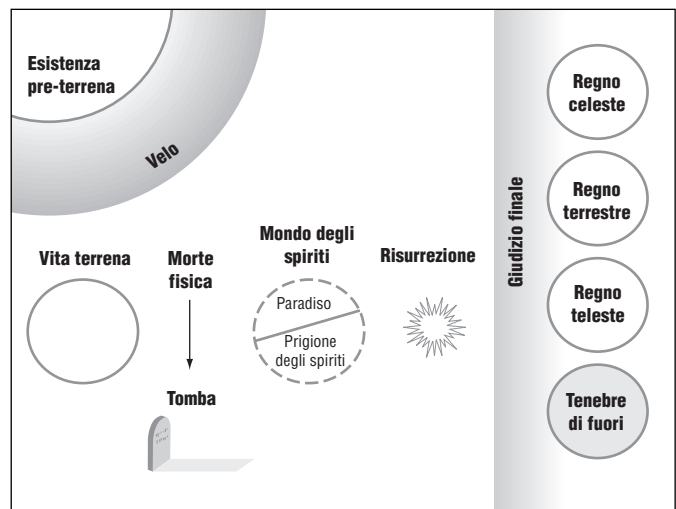 Esistenza
pre-terrena
Velo
Vita terrena
Morte
fisica
Tomba
Mondo degli
spiriti
Paradiso
Prigione
degli spiriti
Risurrezione
Giudizio finale
Regno
celeste
Regno
terrestre
Regno
teleste
Tenebre
di fuori